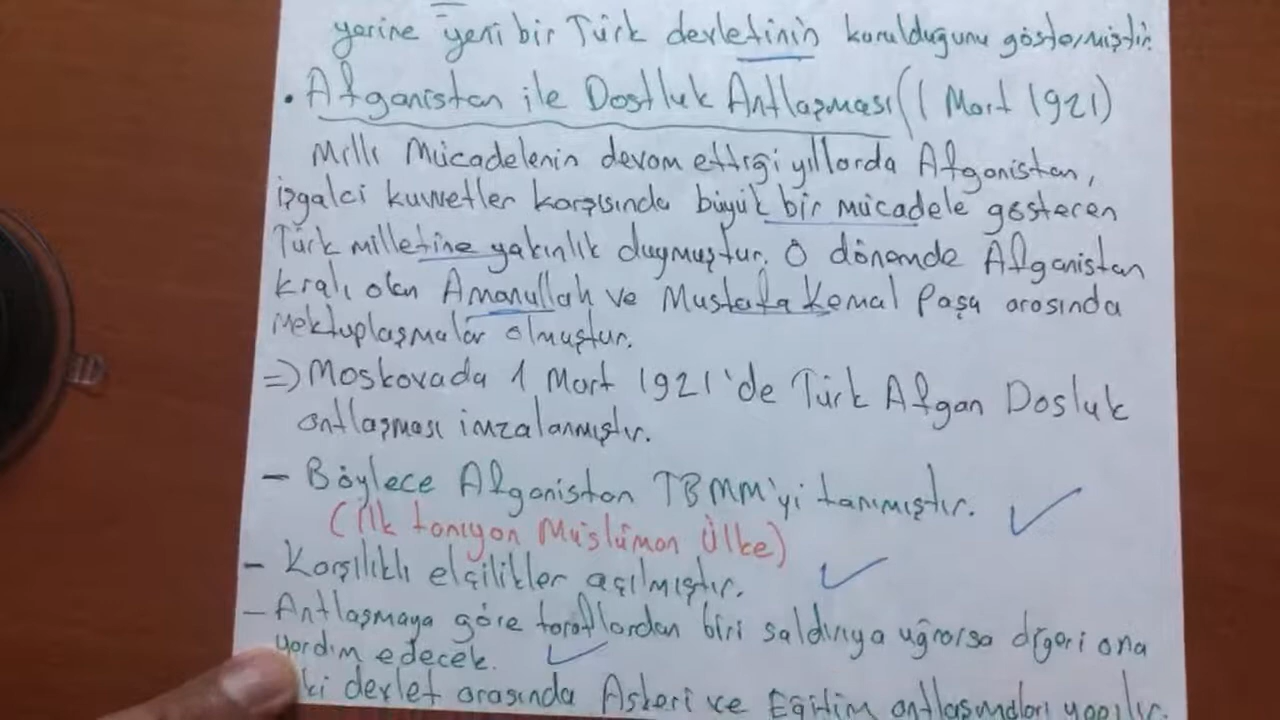 yerine yeni bir Türk devletinin kurulduğunu göstermiştir.
• Afganistan ile Dostluk Antlaşması (1 Mart 1921)
Milli Mücadelenin devam ettiği yıllarda Afganistan,
işgalci kuvvetler karşısında büyük bir mücadele gösteren
Türk milletine yakınlık duymuştur. O dönemde Afganistan
kralı olan Amanullah ve Mustafa Kemal Paşa arasında
mektuplaşmalar olmuştur.
⇒ Moskovada 1 Mart 1921'de Türk Afgan Dosluk
antlaşması imzalanmıştır.
- Böylece Afganistan TBMM'yi tanımıştır.
(İlk tanıyan Müslüman Ülke)
- Karşılıklı elçilikler açılmıştır.
- Antlaşmaya göre taraflardan biri saldırıya uğrarsa diğeri ona
yardım edecek.
ki devlet arasında Askeri ve Eğitim antlaşmaları yapılır.